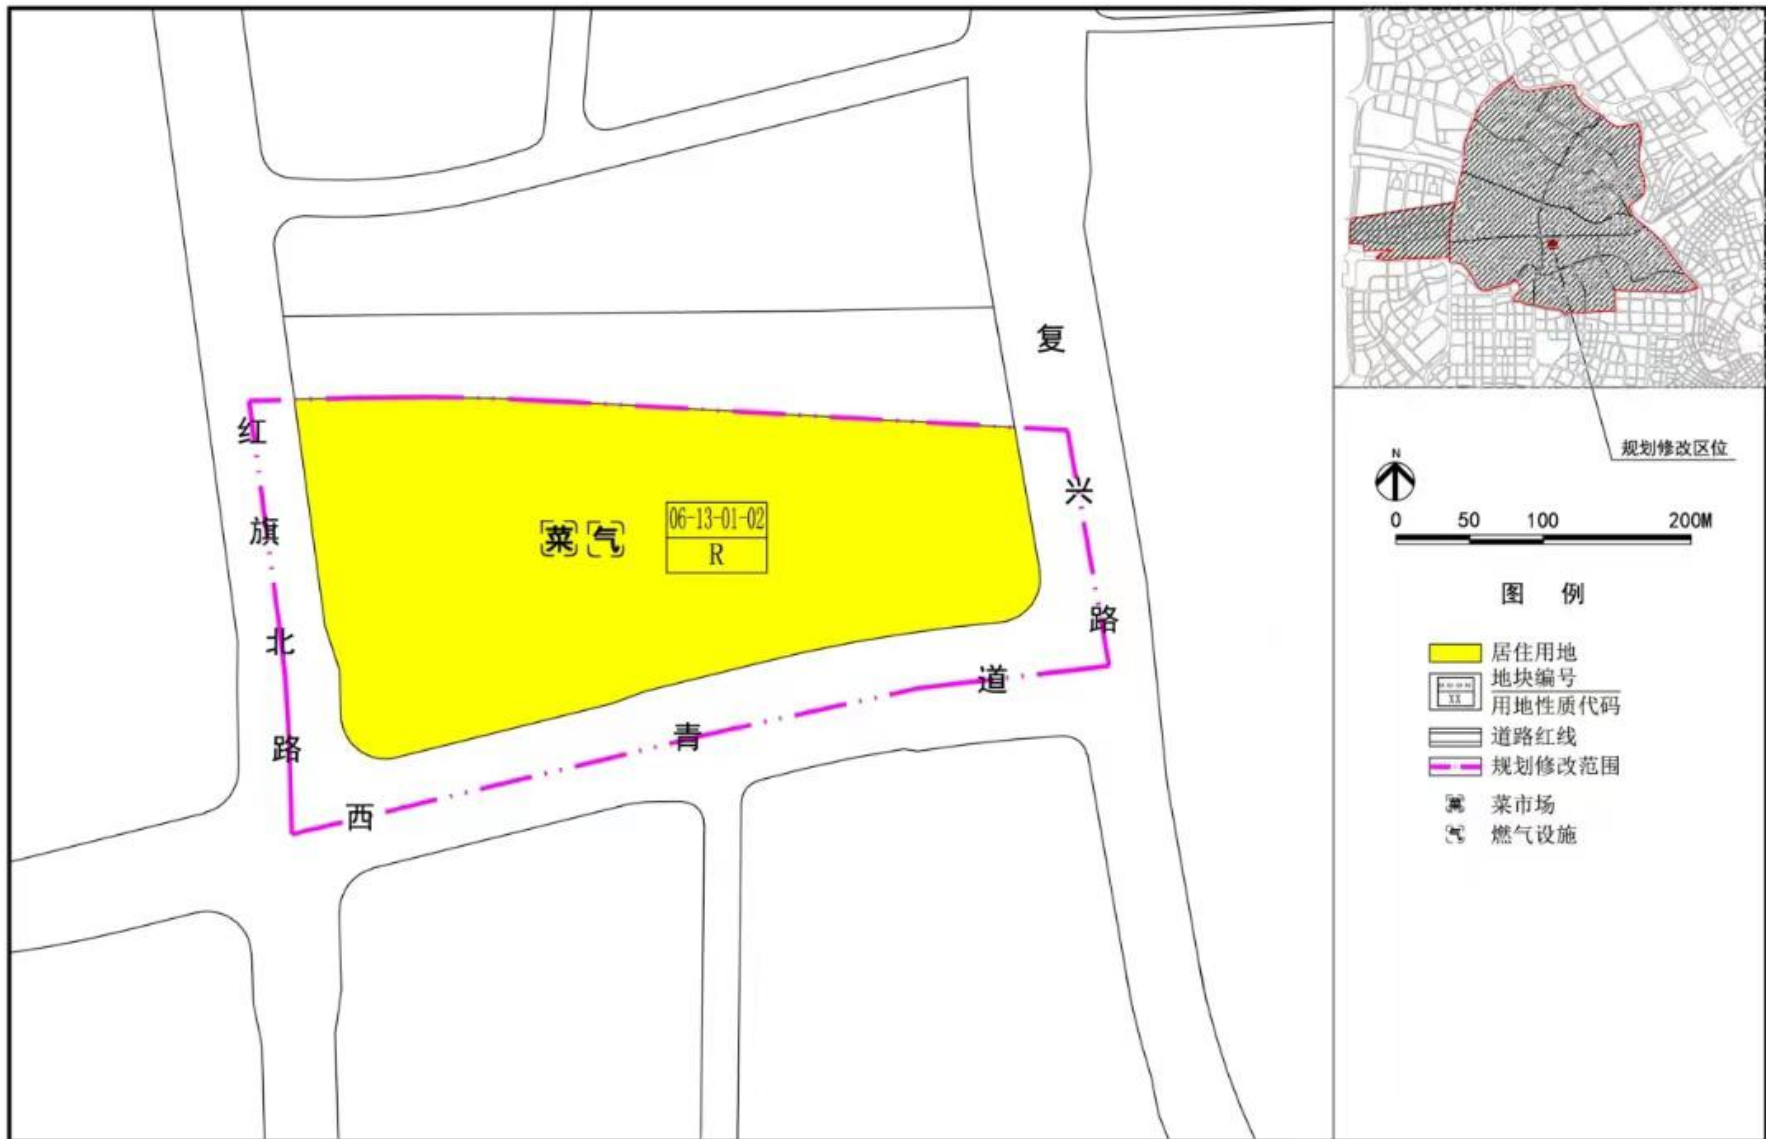 复
兴
路
红
旗
北
路
西
青
道
菜 气
06-13-01-02
R
规划修改区位
N
0 50 100 200M
图 例
居住用地
地块编号
XX
用地性质代码
道路红线
规划修改范围
菜 菜市场
气 燃气设施